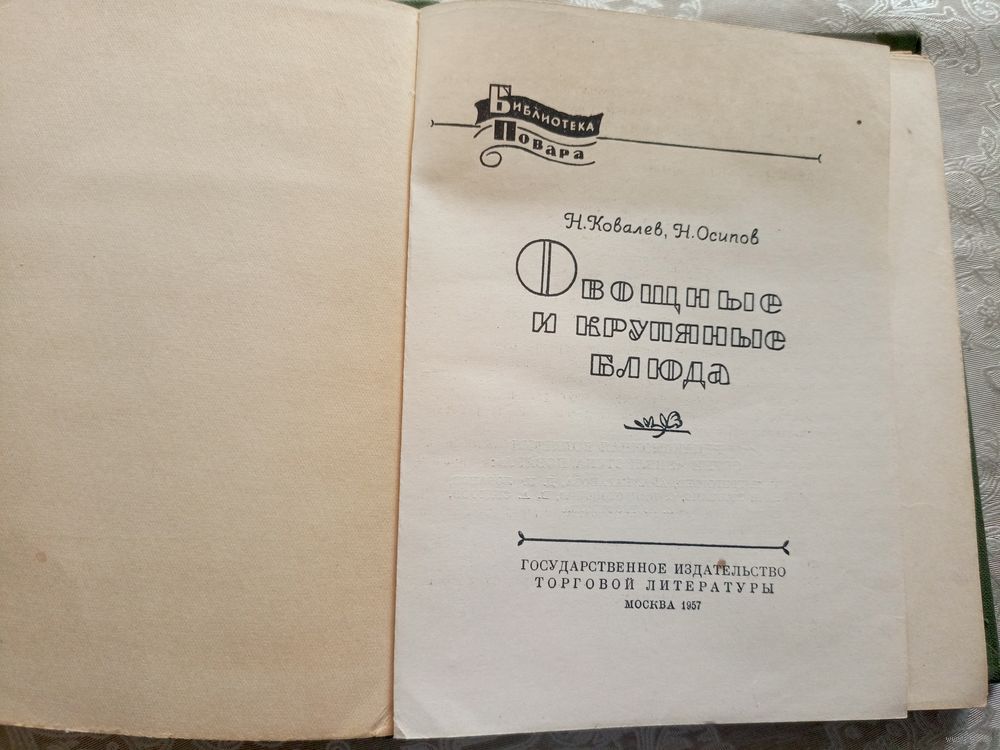 Библиотека
Повара
Н. Ковалев, Н. Осипов
Овощные
и крупяные
блюда
ГОСУДАРСТВЕННОЕ ИЗДАТЕЛЬСТВО
ТОРГОВОЙ ЛИТЕРАТУРЫ
МОСКВА 1957